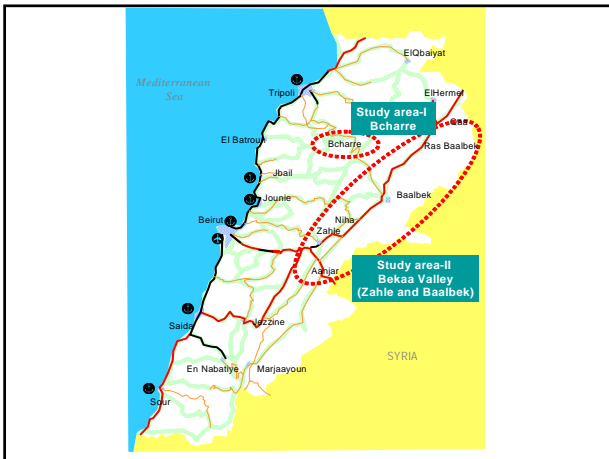 ElQbaiyat
Mediterranean
Sea
Tripoli
ElHermel
Study area-I
Bcharre
Qaa
El Batroun
Bcharre
Ras Baalbek
Jbail
Jounie
Baalbek
Niha
Beirut
Zahle
Aanjar
Study area-II
Bekaa Valley
(Zahle and Baalbek)
Saida
Jezzine
SYRIA
En Nabatiye
Marjaayoun
Sour